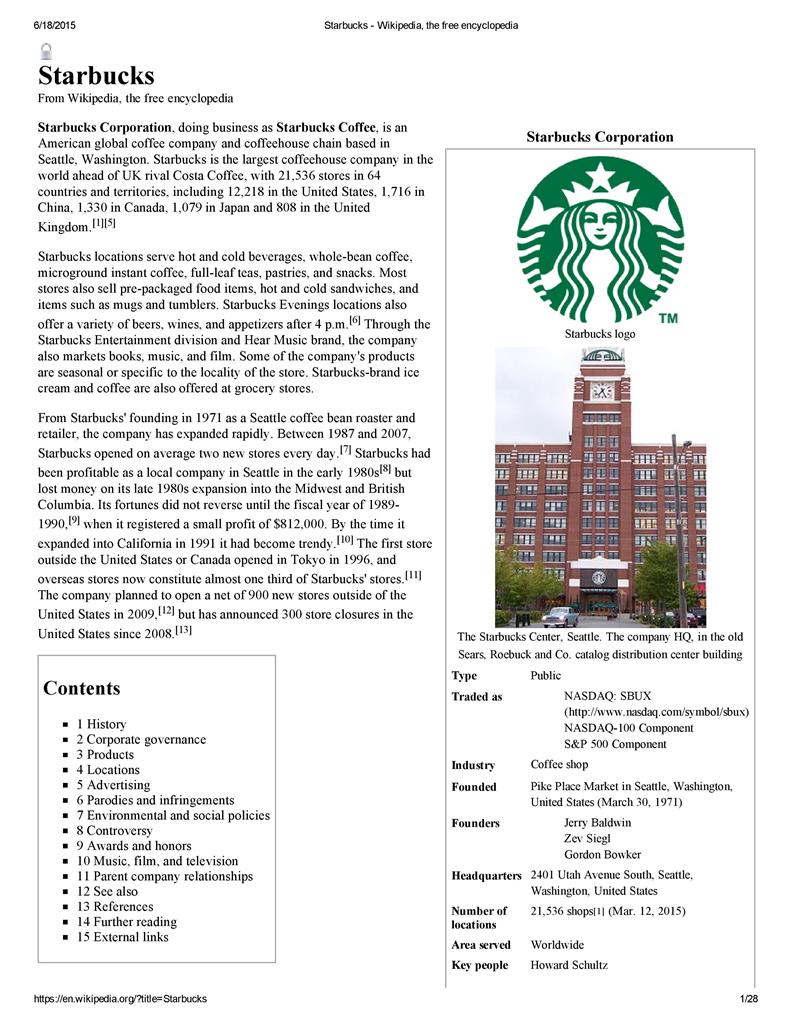 6/18/2015
Starbucks - Wikipedia, the free encyclopedia
Starbucks
From Wikipedia, the free encyclopedia
Starbucks Corporation, doing business as Starbucks Coffee, is an
American global coffee company and coffeehouse chain based in
Seattle, Washington. Starbucks is the largest coffeehouse company in the
world ahead of UK rival Costa Coffee, with 21,536 stores in 64
countries and territories, including 12,218 in the United States, 1,716 in
China, 1,330 in Canada, 1,079 in Japan and 808 in the United
Kingdom.[1][5]
Starbucks locations serve hot and cold beverages, whole-bean coffee,
microground instant coffee, full-leaf teas, pastries, and snacks. Most
stores also sell pre-packaged food items, hot and cold sandwiches, and
items such as mugs and tumblers. Starbucks Evenings locations also
offer a variety of beers, wines, and appetizers after 4 p.m.[6] Through the
Starbucks Entertainment division and Hear Music brand, the company
also markets books, music, and film. Some of the company's products
are seasonal or specific to the locality of the store. Starbucks-brand ice
cream and coffee are also offered at grocery stores.
From Starbucks' founding in 1971 as a Seattle coffee bean roaster and
retailer, the company has expanded rapidly. Between 1987 and 2007,
Starbucks opened on average two new stores every day.[7] Starbucks had
been profitable as a local company in Seattle in the early 1980s[8] but
lost money on its late 1980s expansion into the Midwest and British
Columbia. Its fortunes did not reverse until the fiscal year of 1989-
1990,[9] when it registered a small profit of $812,000. By the time it
expanded into California in 1991 it had become trendy.[10] The first store
outside the United States or Canada opened in Tokyo in 1996, and
overseas stores now constitute almost one third of Starbucks' stores.[11]
The company planned to open a net of 900 new stores outside of the
United States in 2009,[12] but has announced 300 store closures in the
United States since 2008.[13]
Contents
1 History
2 Corporate governance
3 Products
4 Locations
5 Advertising
6 Parodies and infringements
7 Environmental and social policies
8 Controversy
9 Awards and honors
10 Music, film, and television
11 Parent company relationships
12 See also
13 References
14 Further reading
15 External links
Starbucks Corporation
TM
Starbucks logo
The Starbucks Center, Seattle. The company HQ, in the old
Sears, Roebuck and Co. catalog distribution center building
Type Public
Traded as NASDAQ: SBUX
(http://www.nasdaq.com/symbol/sbux)
NASDAQ-100 Component
S&P 500 Component
Industry Coffee shop
Founded Pike Place Market in Seattle, Washington,
United States (March 30, 1971)
Founders Jerry Baldwin
Zev Siegl
Gordon Bowker
Headquarters 2401 Utah Avenue South, Seattle,
Washington, United States
Number of 21,536 shops[1] (Mar. 12, 2015)
locations
Area served Worldwide
Key people Howard Schultz
https://en.wikipedia.org/?title=Starbucks
1/28